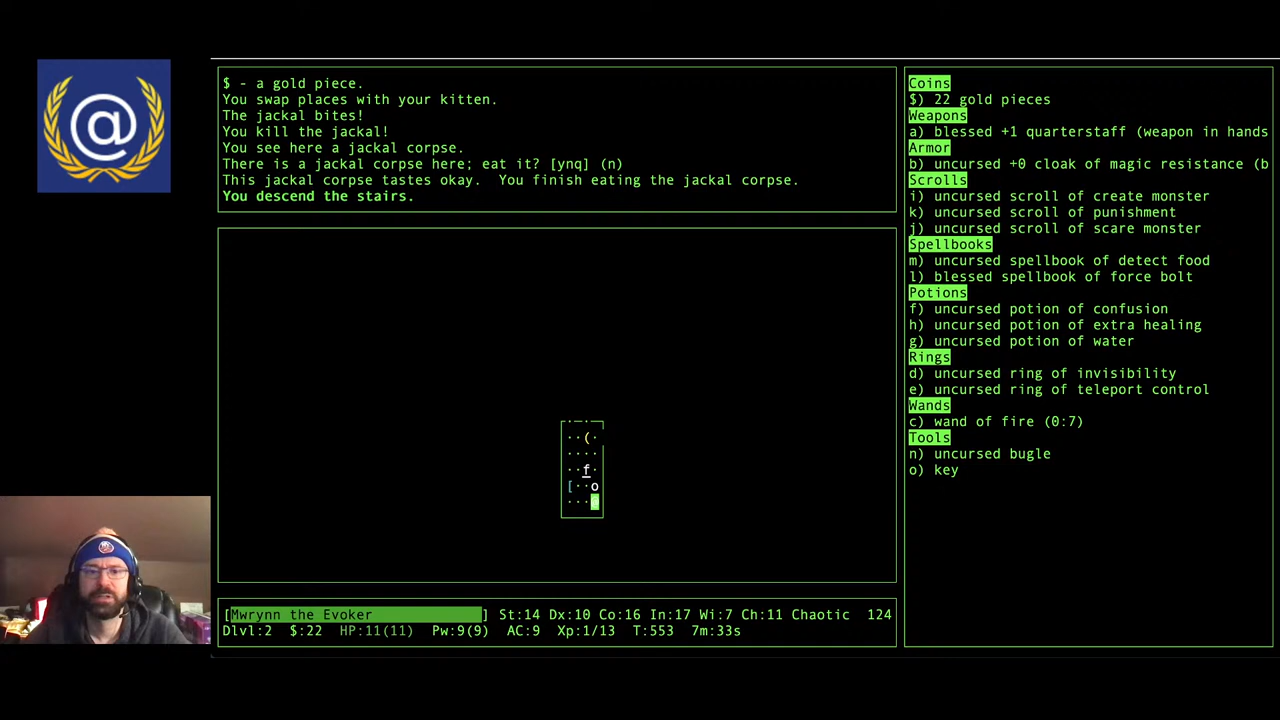 @
$ - a gold piece.
You swap places with your kitten.
The jackal bites!
You kill the jackal!
You see here a jackal corpse.
There is a jackal corpse here; eat it? [ynq] (n)
This jackal corpse tastes okay.  You finish eating the jackal corpse.
You descend the stairs.
··(·
····
··f·
[··o
···@
[Mwrynn the Evoker] St:14 Dx:10 Co:16 In:17 Wi:7 Ch:11 Chaotic 124
Dlvl:2 $:22 HP:11(11) Pw:9(9) AC:9 Xp:1/13 T:553 7m:33s
Coins
$) 22 gold pieces
Weapons
a) blessed +1 quarterstaff (weapon in hands
Armor
b) uncursed +0 cloak of magic resistance (b
Scrolls
i) uncursed scroll of create monster
k) uncursed scroll of punishment
j) uncursed scroll of scare monster
Spellbooks
m) uncursed spellbook of detect food
l) blessed spellbook of force bolt
Potions
f) uncursed potion of confusion
h) uncursed potion of extra healing
g) uncursed potion of water
Rings
d) uncursed ring of invisibility
e) uncursed ring of teleport control
Wands
c) wand of fire (0:7)
Tools
n) uncursed bugle
o) key